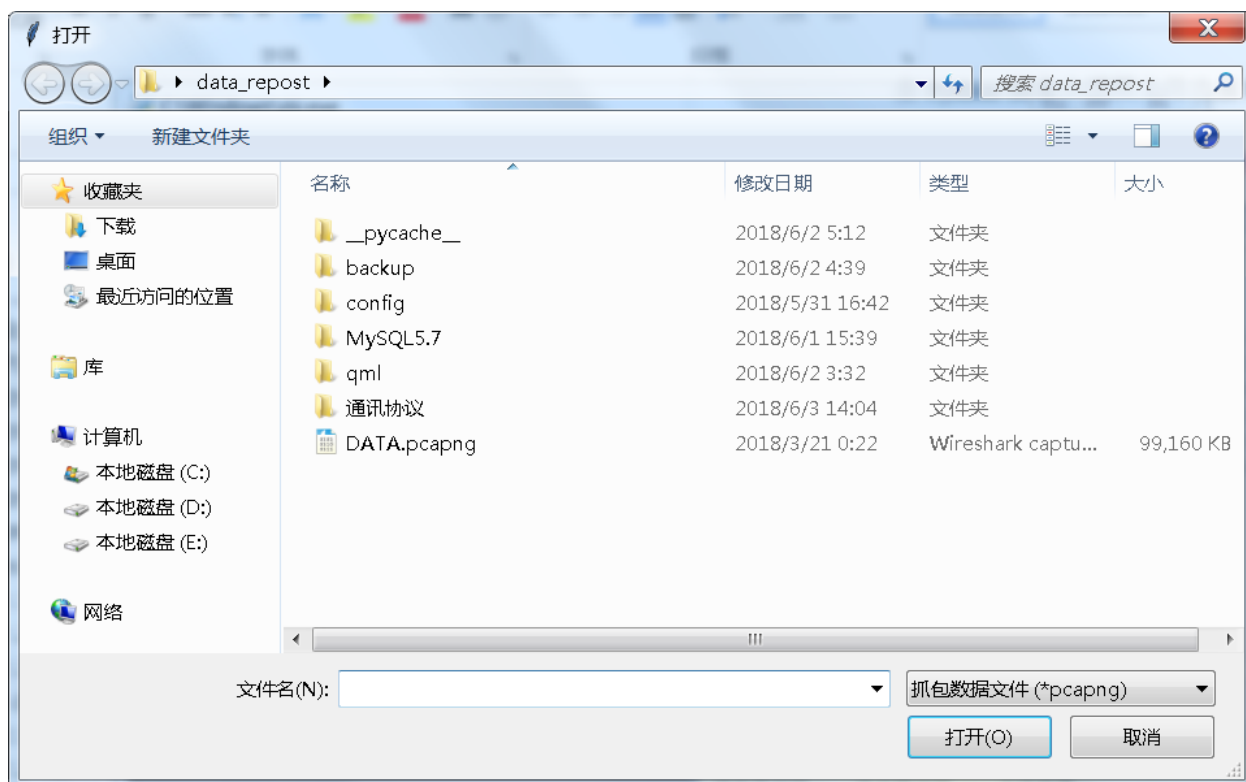 打开
data_repost
搜索 data_repost
组织 新建文件夹
名称 修改日期 类型 大小
收藏夹
下载
桌面
最近访问的位置
库
计算机
本地磁盘 (C:)
本地磁盘 (D:)
本地磁盘 (E:)
网络
__pycache__ 2018/6/2 5:12 文件夹
backup 2018/6/2 4:39 文件夹
config 2018/5/31 16:42 文件夹
MySQL5.7 2018/6/1 15:39 文件夹
qml 2018/6/2 3:32 文件夹
通讯协议 2018/6/3 14:04 文件夹
DATA.pcapng 2018/3/21 0:22 Wireshark captu... 99,160 KB
文件名(N): 抓包数据文件 (*pcapng)
打开(O) 取消